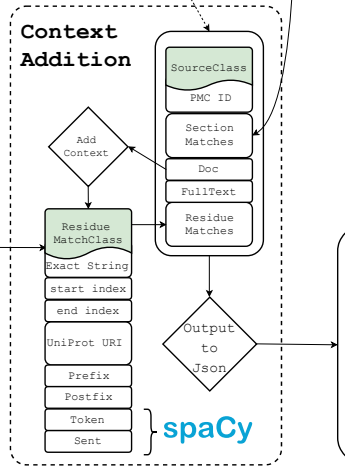 Context
Addition
SourceClass
PMC ID
Section
Matches
Doc
FullText
Residue
Matches
Add
Context
Residue
MatchClass
Exact String
start index
end index
UniProt URI
Prefix
Postfix
Token
Sent
spaCy
Output
to
Json